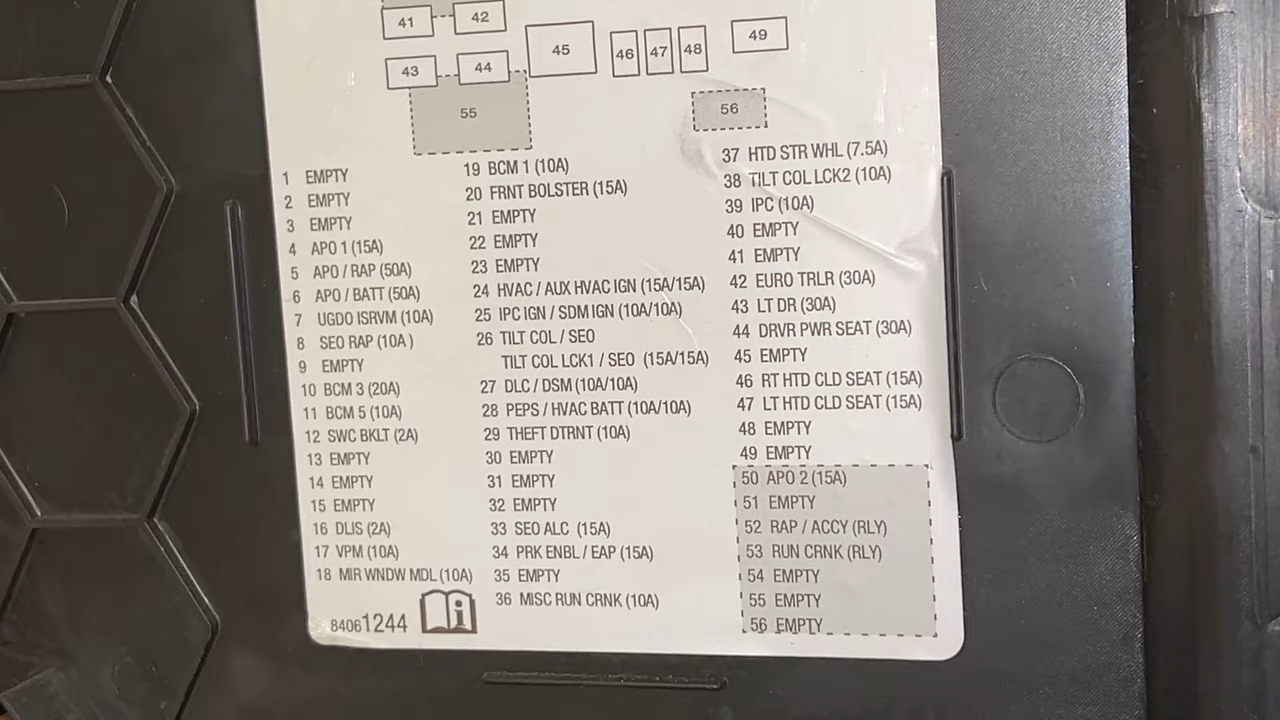 41 42
45 46 47 48 49
43 44
55 56
1 EMPTY
2 EMPTY
3 EMPTY
4 APO 1 (15A)
5 APO / RAP (50A)
6 APO / BATT (50A)
7 UGDO ISRVM (10A)
8 SEO RAP (10A )
9 EMPTY
10 BCM 3 (20A)
11 BCM 5 (10A)
12 SWC BKLT (2A)
13 EMPTY
14 EMPTY
15 EMPTY
16 DLIS (2A)
17 VPM (10A)
18 MIR WNDW MDL (10A)
84061244
19 BCM 1 (10A)
20 FRNT BOLSTER (15A)
21 EMPTY
22 EMPTY
23 EMPTY
24 HVAC / AUX HVAC IGN (15A/15A)
25 IPC IGN / SDM IGN (10A/10A)
26 TILT COL / SEO
TILT COL LCK1 / SEO (15A/15A)
27 DLC / DSM (10A/10A)
28 PEPS / HVAC BATT (10A/10A)
29 THEFT DTRNT (10A)
30 EMPTY
31 EMPTY
32 EMPTY
33 SEO ALC (15A)
34 PRK ENBL / EAP (15A)
35 EMPTY
36 MISC RUN CRNK (10A)
37 HTD STR WHL (7.5A)
38 TILT COL LCK2 (10A)
39 IPC (10A)
40 EMPTY
41 EMPTY
42 EURO TRLR (30A)
43 LT DR (30A)
44 DRVR PWR SEAT (30A)
45 EMPTY
46 RT HTD CLD SEAT (15A)
47 LT HTD CLD SEAT (15A)
48 EMPTY
49 EMPTY
50 APO 2 (15A)
51 EMPTY
52 RAP / ACCY (RLY)
53 RUN CRNK (RLY)
54 EMPTY
55 EMPTY
56 EMPTY